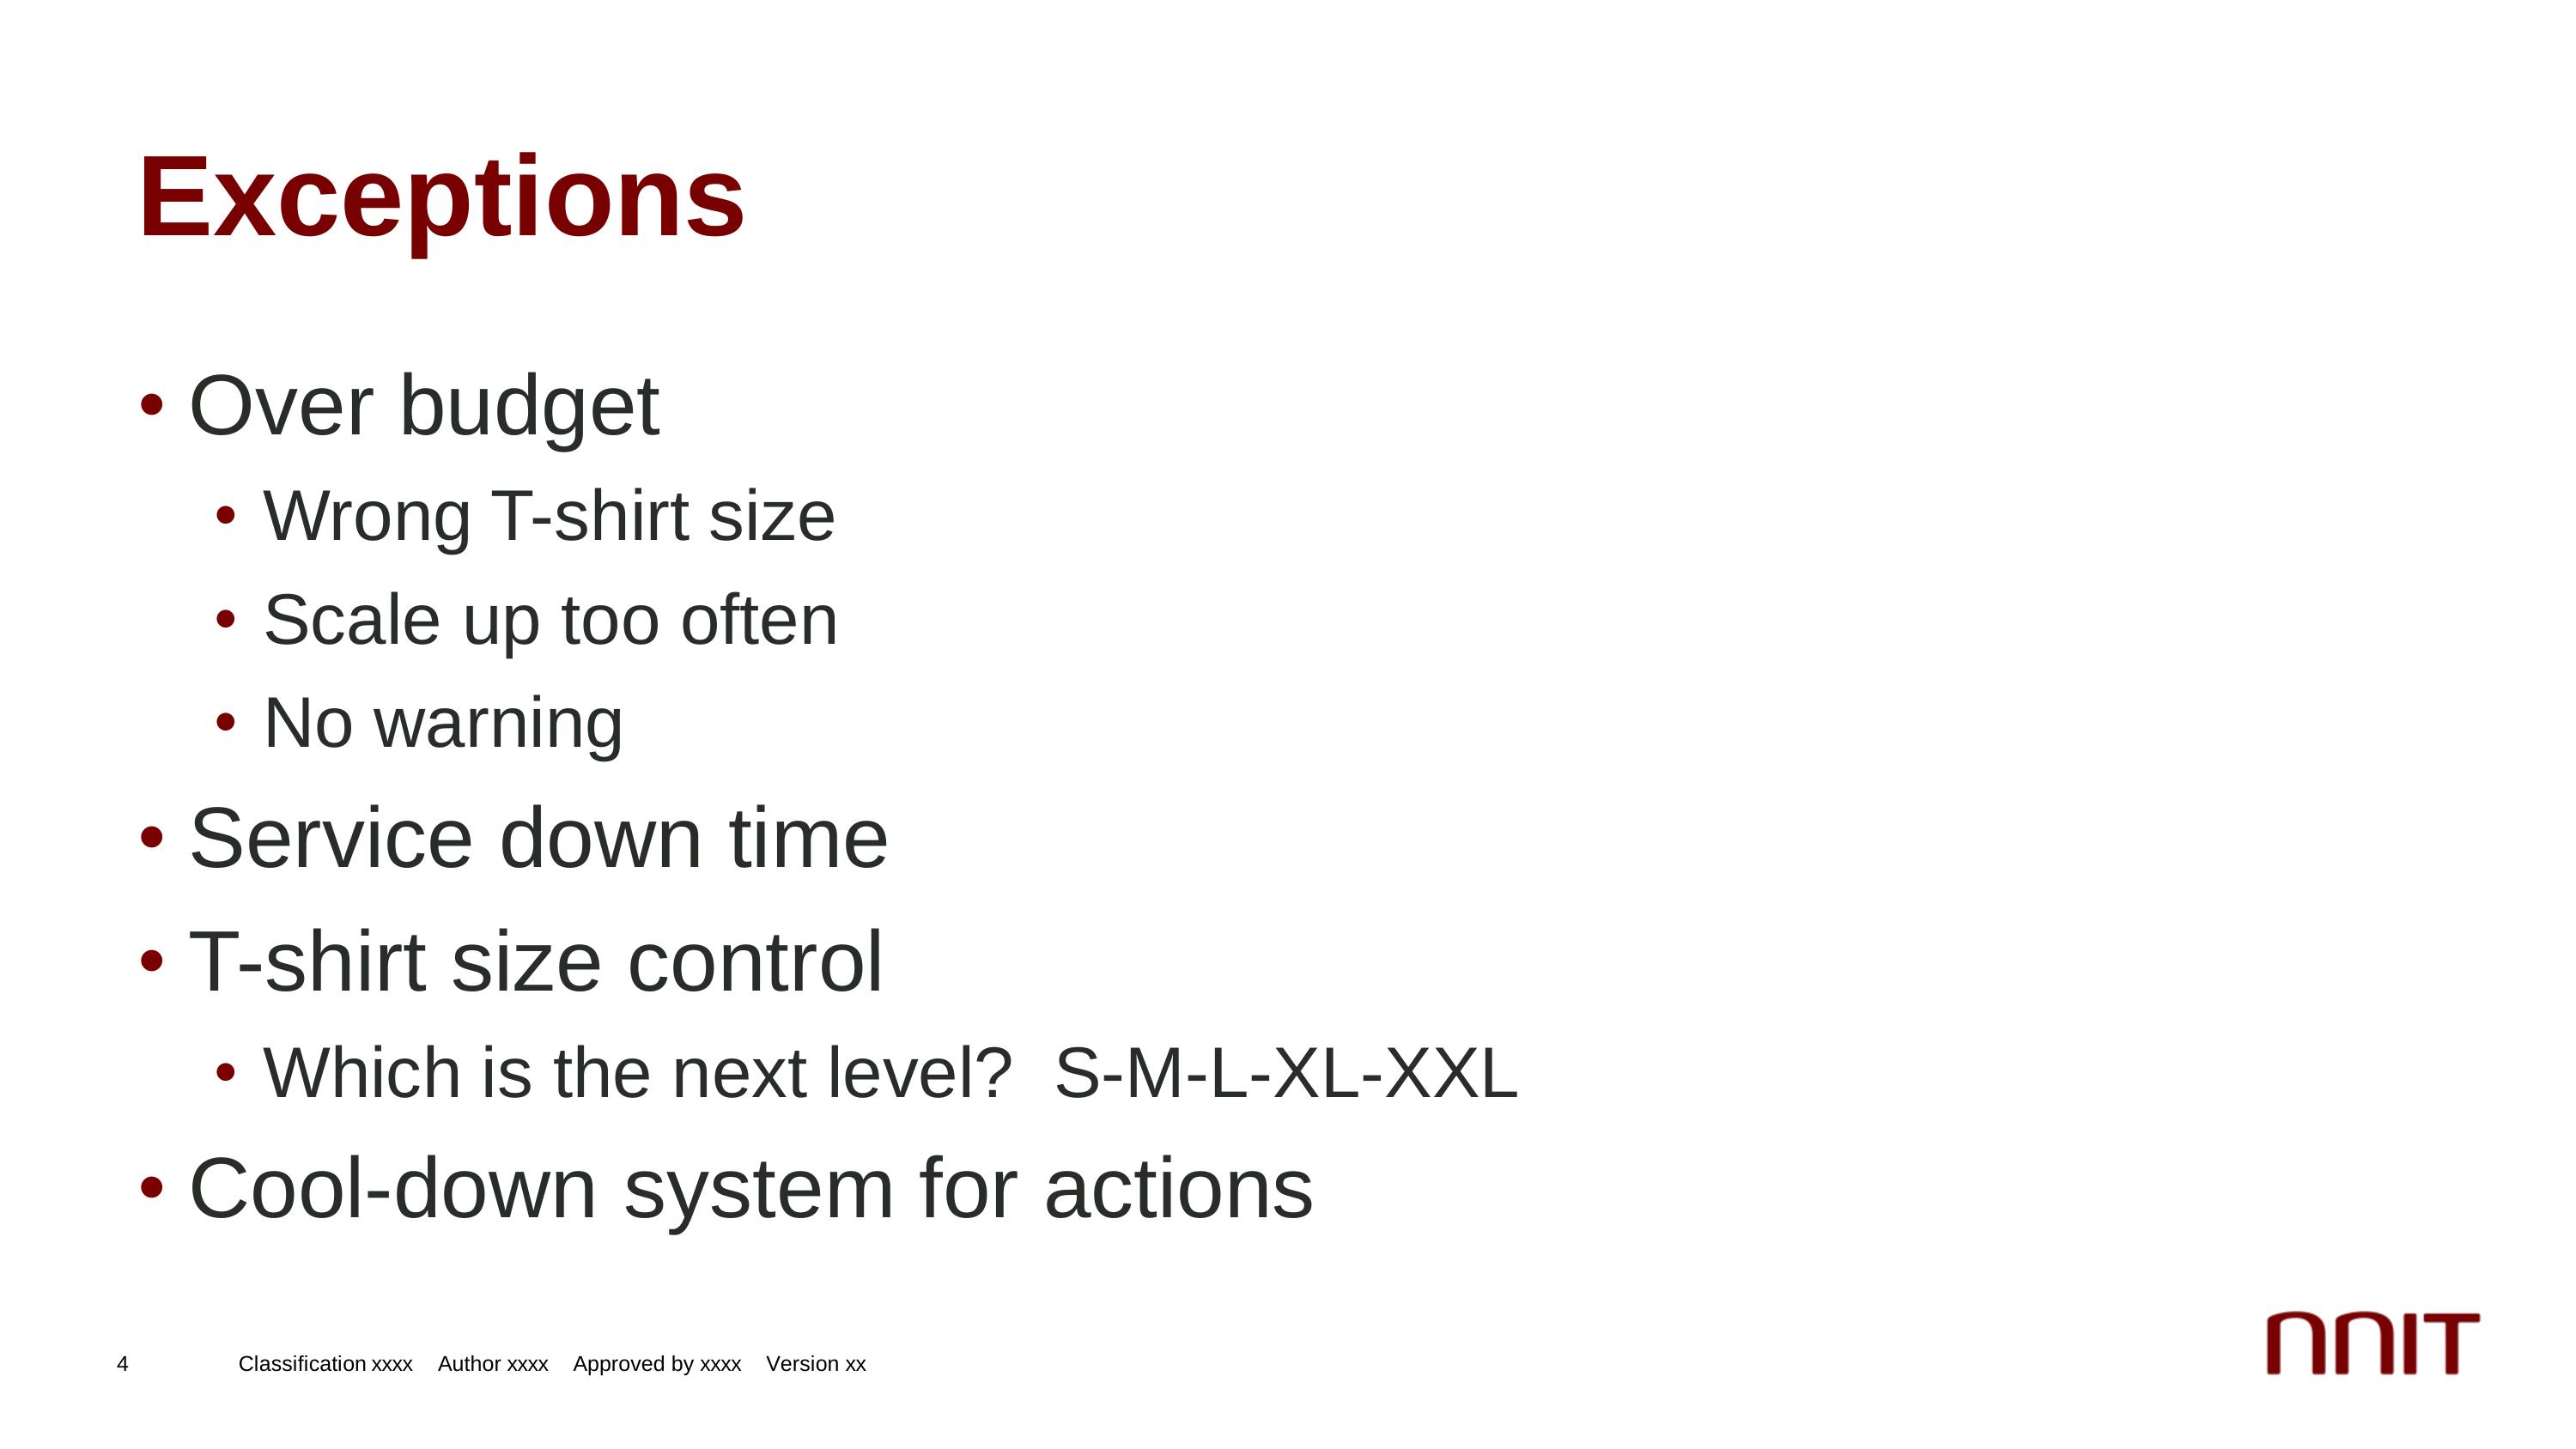 Exceptions
• Over budget
• Wrong T-shirt size
• Scale up too often
• No warning
• Service down time
• T-shirt size control
• Which is the next level?  S-M-L-XL-XXL
• Cool-down system for actions
nnIT
4 Classification xxxx Author xxxx Approved by xxxx Version xx